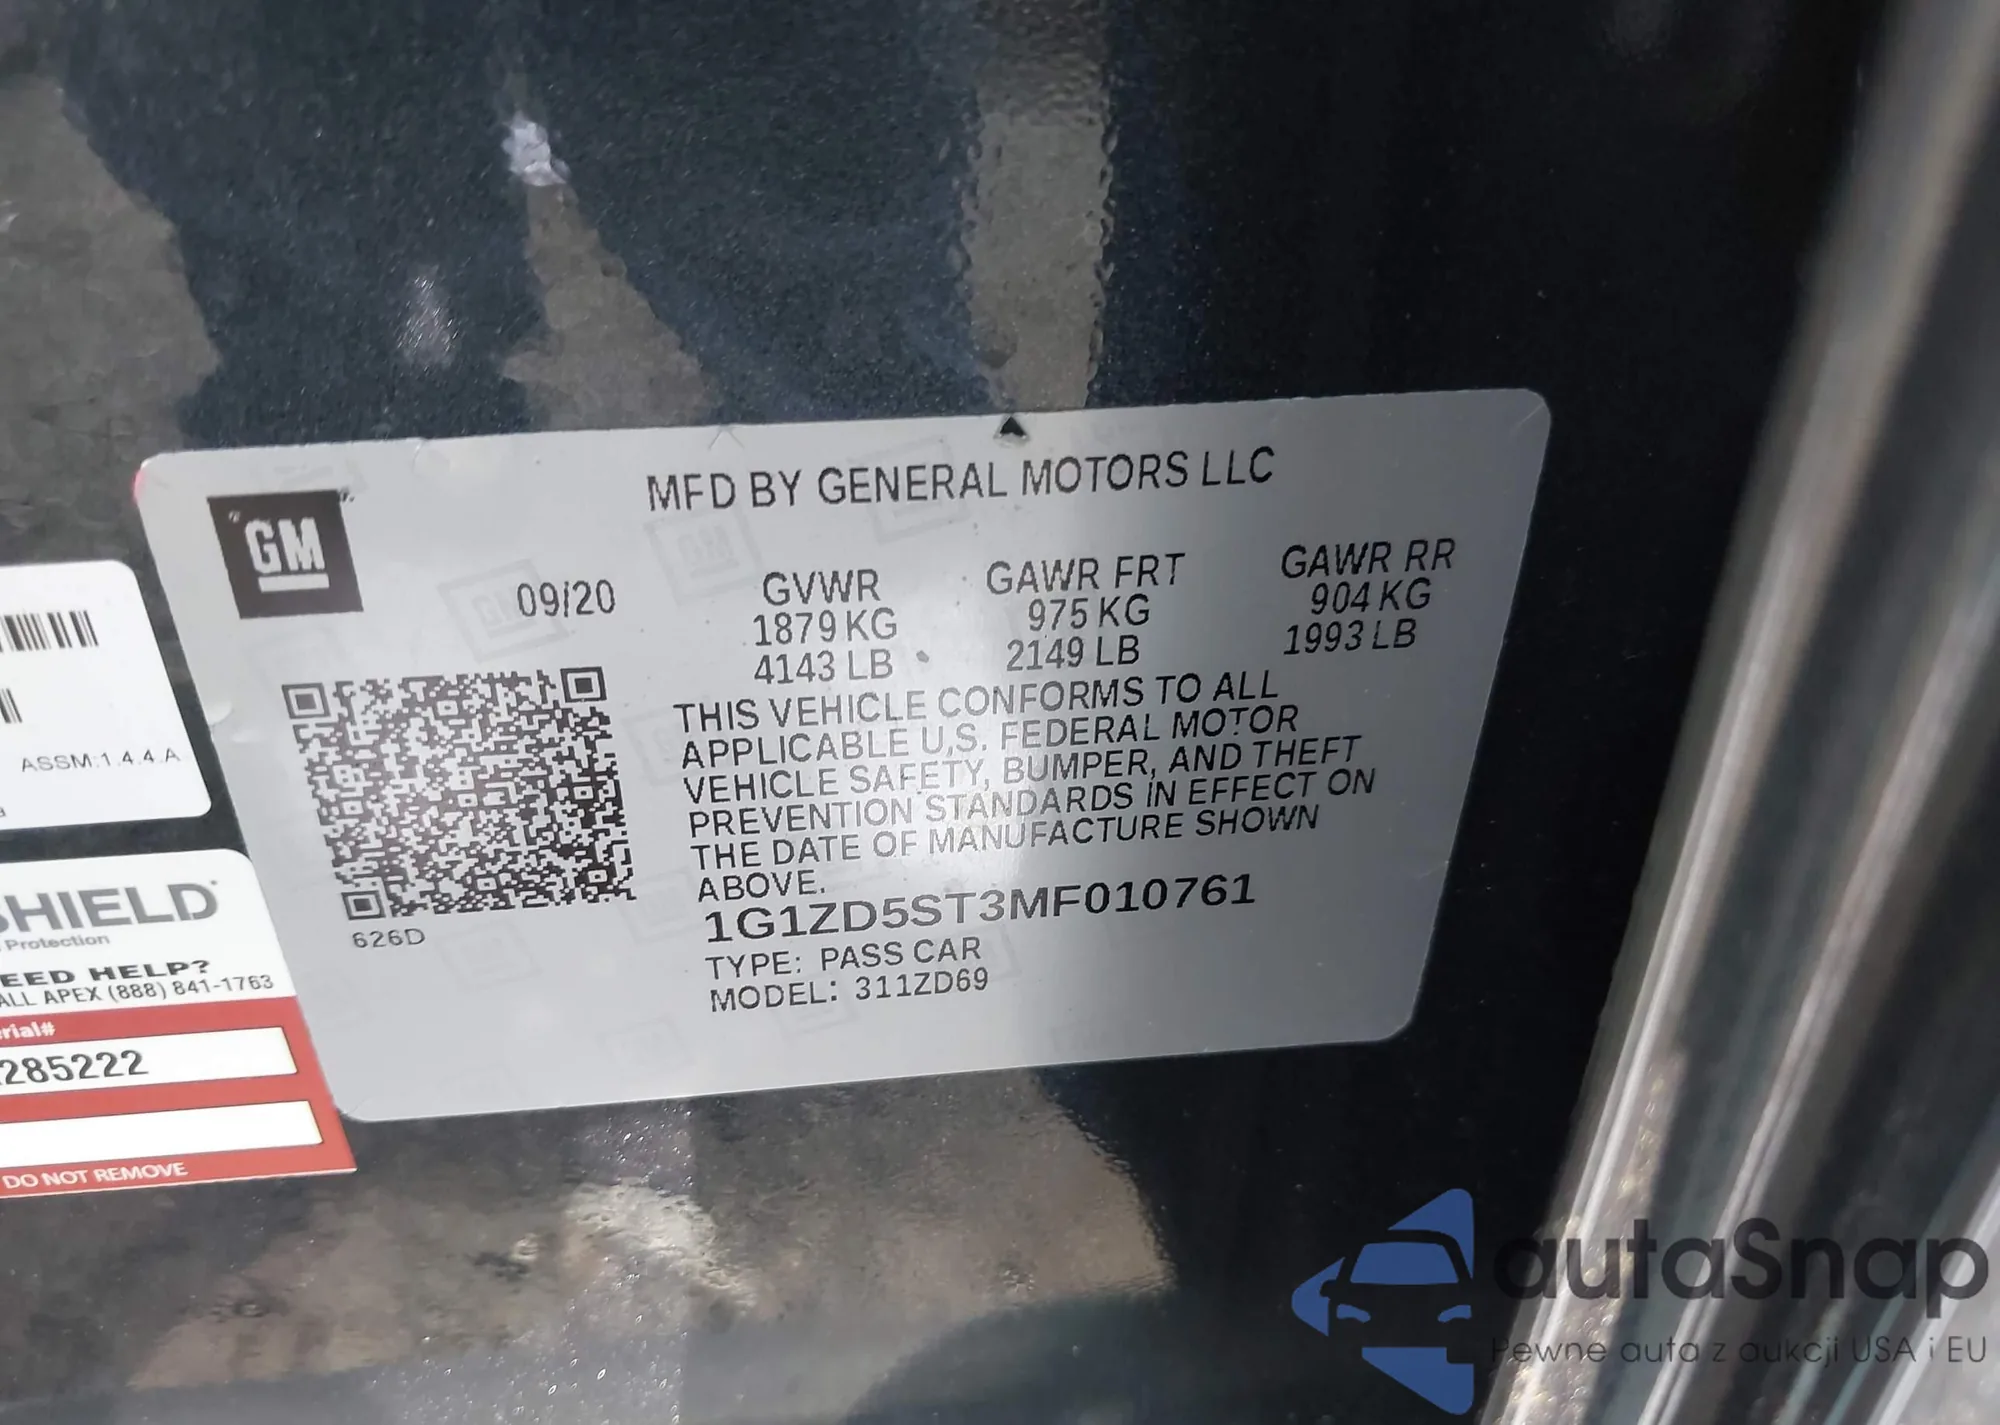 MFD BY GENERAL MOTORS LLC
GM
09/20
GVWR
1879 KG
4143 LB
GAWR FRT
975 KG
2149 LB
GAWR RR
904 KG
1993 LB
THIS VEHICLE CONFORMS TO ALL
APPLICABLE U.S. FEDERAL MOTOR
VEHICLE SAFETY, BUMPER, AND THEFT
PREVENTION STANDARDS IN EFFECT ON
THE DATE OF MANUFACTURE SHOWN
ABOVE.
1G1ZD5ST3MF010761
TYPE: PASS CAR
MODEL: 311ZD69
626D
ASSM:1.4.4.A
SHIELD
Protection
EED HELP?
ALL APEX (888) 841-1763
rial#
285222
DO NOT REMOVE
autaSnap
Pewne auta z aukcji USA i EU